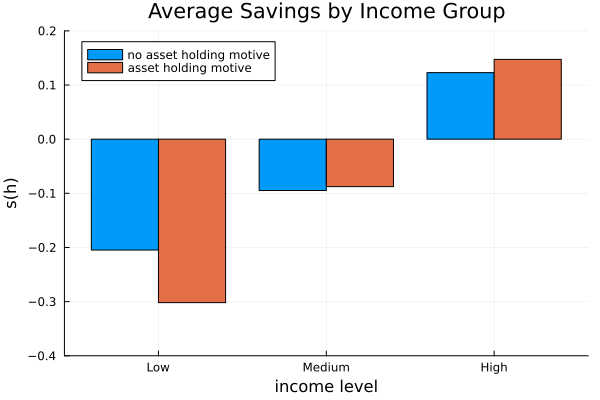 Average Savings by Income Group
no asset holding motive
asset holding motive
s(h)
0.2
0.1
0.0
−0.1
−0.2
−0.3
−0.4
Low Medium High
income level